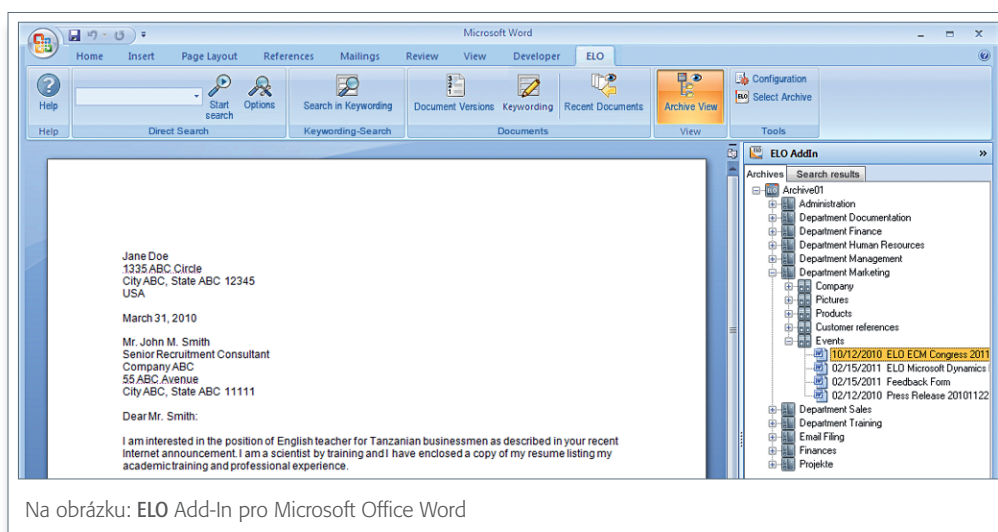 Microsoft Word
Home Insert Page Layout References Mailings Review View Developer ELO
Help
Start search
Options
Search in Keywording
Document Versions
Keywording
Recent Documents
Archive View
Configuration
Select Archive
Help Direct Search Keywording-Search Documents View Tools
Jane Doe
1335 ABC Circle
City ABC, State ABC 12345
USA
March 31, 2010
Mr. John M. Smith
Senior Recruitment Consultant
Company ABC
55 ABC Avenue
City ABC, State ABC 11111
Dear Mr. Smith:
I am interested in the position of English teacher for Tanzanian businessmen as described in your recent
Internet announcement. I am a scientist by training and I have enclosed a copy of my resume listing my
academic training and professional experience.
ELO AddIn
Archives Search results
Archive01
Administration
Department Documentation
Department Finance
Department Human Resources
Department Management
Department Marketing
Company
Pictures
Products
Customer references
Events
10/12/2010 ELO ECM Congress 2011
02/15/2011 ELO Microsoft Dynamics
02/15/2011 Feedback Form
02/12/2010 Press Release 20101122
Department Sales
Department Training
Email Filing
Finances
Projekte
Na obrázku: ELO Add-In pro Microsoft Office Word